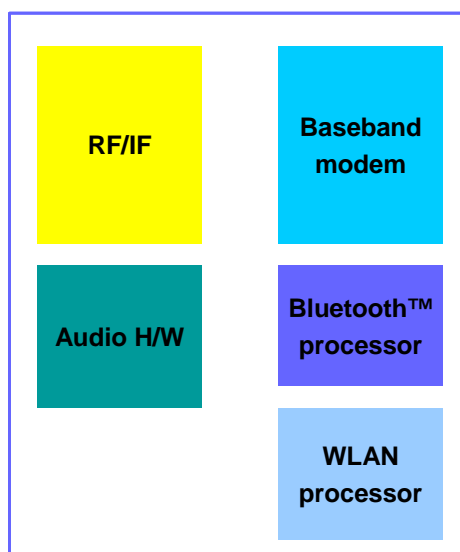 RF/IF
Baseband
modem
Audio H/W
Bluetooth™
processor
WLAN
processor